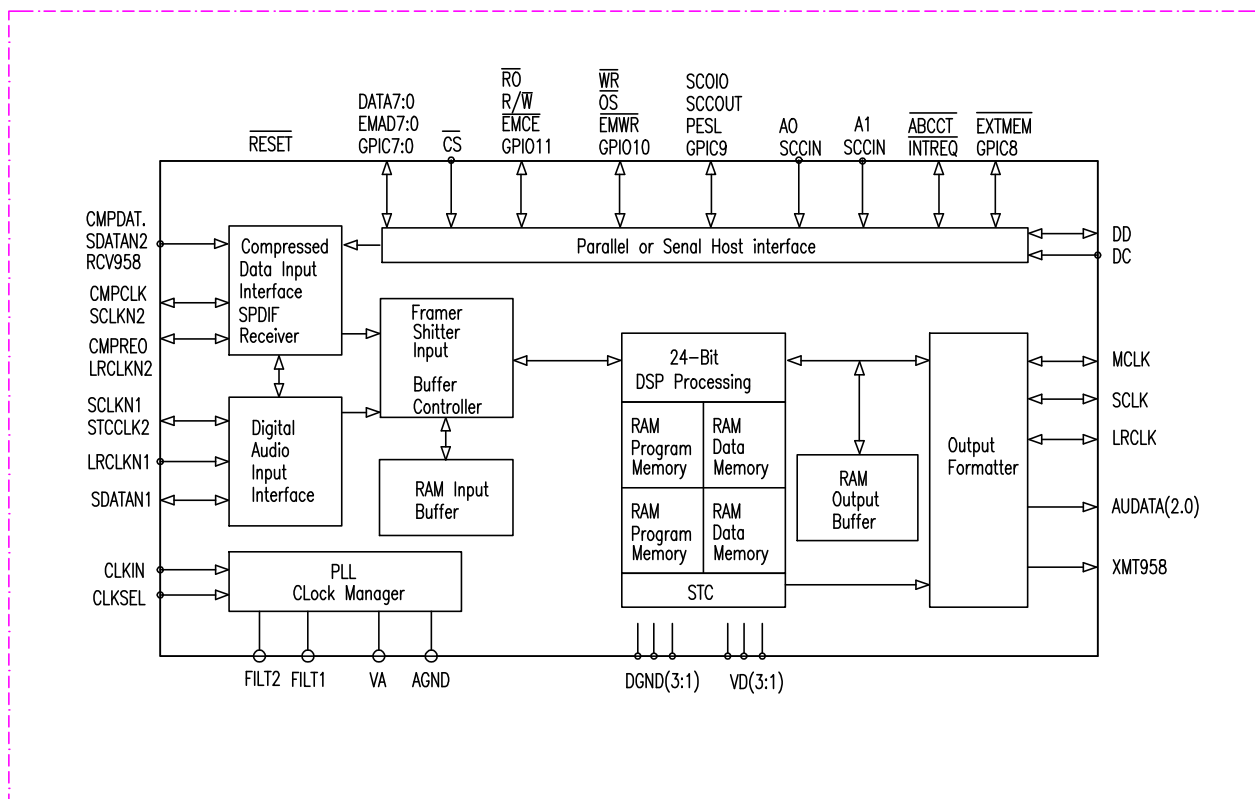 RESET
DATA7:0
EMAD7:0
GPIC7:0
CS
RO
R/W
EMCE
GPIO11
WR
OS
EMWR
GPIO10
SCOIO
SCCOUT
PESL
GPIC9
A0
SCCIN
A1
SCCIN
ABCCT
INTREQ
EXTMEM
GPIC8
CMPDAT.
SDATAN2
RCV958
CMPCLK
SCLKN2
CMPREO
LRCLKN2
SCLKN1
STCCLK2
LRCLKN1
SDATAN1
CLKIN
CLKSEL
Compressed
Data Input
Interface
SPDIF
Receiver
Parallel or Senal Host interface
DD
DC
Framer
Shitter
Input
Buffer
Controller
Digital
Audio
Input
Interface
RAM Input
Buffer
24-Bit
DSP Processing
RAM
Program
Memory
RAM
Data
Memory
RAM
Program
Memory
RAM
Data
Memory
STC
RAM
Output
Buffer
Output
Formatter
MCLK
SCLK
LRCLK
AUDATA(2.0)
XMT958
PLL
CLock Manager
FILT2
FILT1
VA
AGND
DGND(3:1)
VD(3:1)